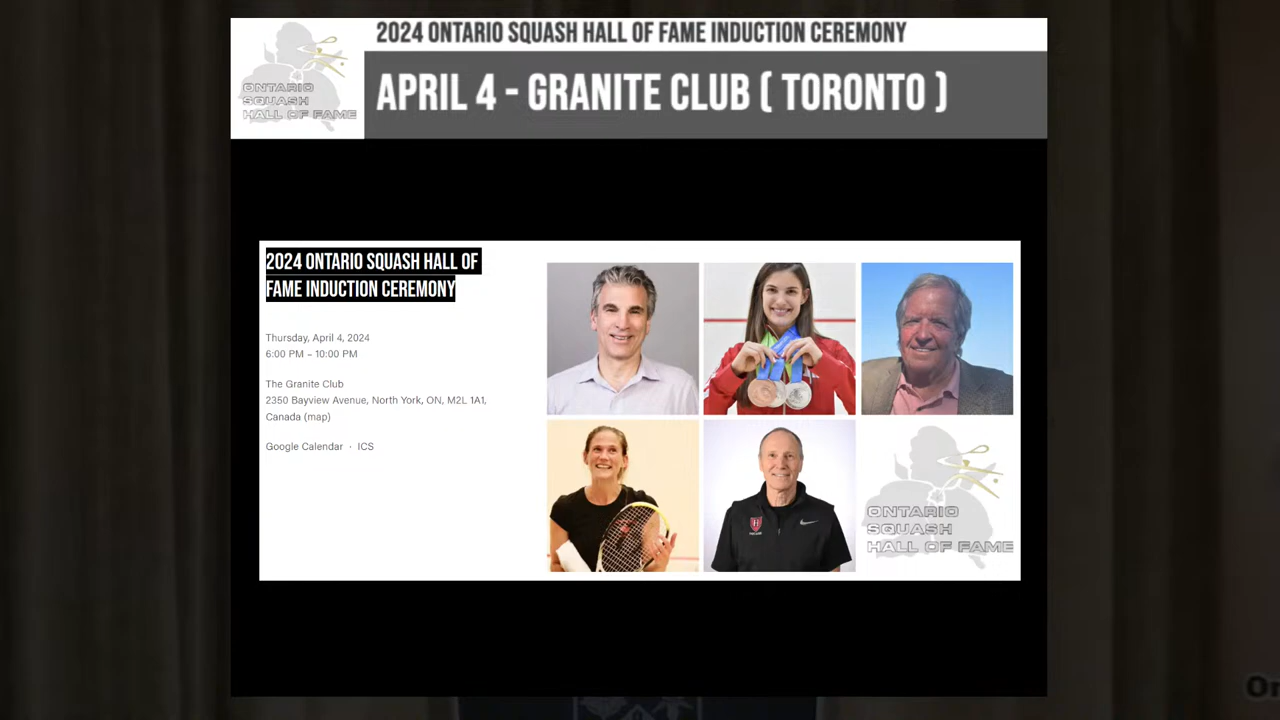 2024 ONTARIO SQUASH HALL OF FAME INDUCTION CEREMONY
ONTARIO
SQUASH
HALL OF FAME
APRIL 4 - GRANITE CLUB ( TORONTO )
2024 ONTARIO SQUASH HALL OF
FAME INDUCTION CEREMONY
Thursday, April 4, 2024
6:00 PM – 10:00 PM
The Granite Club
2350 Bayview Avenue, North York, ON, M2L 1A1,
Canada (map)
Google Calendar · ICS
ONTARIO
SQUASH
HALL OF FAME